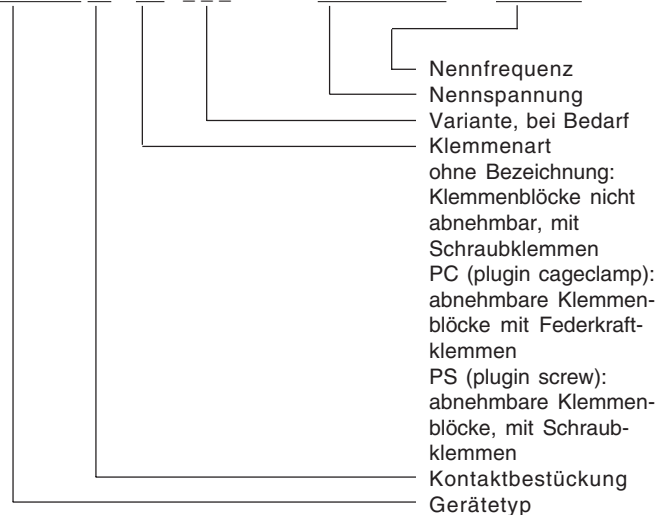 Nennfrequenz
Nennspannung
Variante, bei Bedarf
Klemmenart
ohne Bezeichnung:
Klemmenblöcke nicht
abnehmbar, mit
Schraubklemmen
PC (plugin cageclamp):
abnehmbare Klemmen-
blöcke mit Federkraft-
klemmen
PS (plugin screw):
abnehmbare Klemmen-
blöcke, mit Schraub-
klemmen
Kontaktbestückung
Gerätetyp